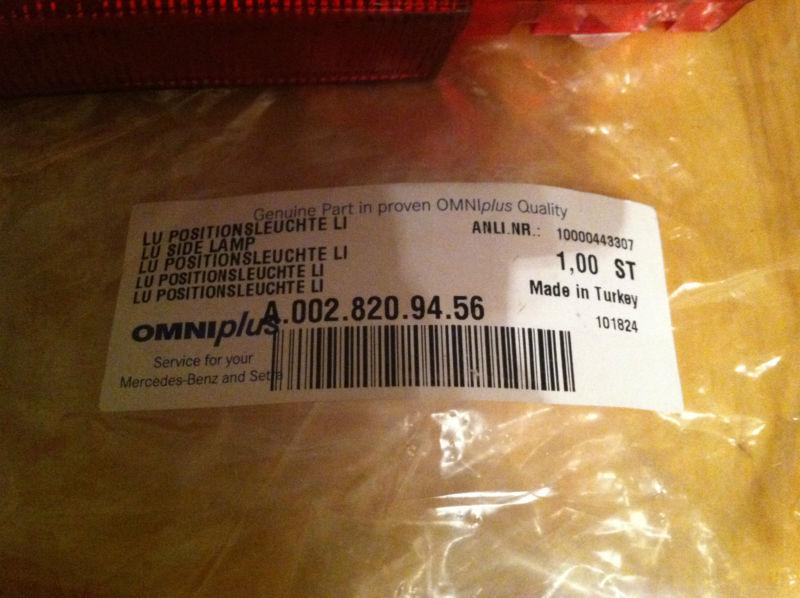 Genuine Part in proven OMNIplus Quality
LU POSITIONSLEUCHTE LI
LU SIDE LAMP
LU POSITIONSLEUCHTE LI
LU POSITIONSLEUCHTE LI
LU POSITIONSLEUCHTE LI
ANLI.NR.: 10000443307
1,00 ST
Made in Turkey
101824
A.002.820.94.56
OMNIplus
Service for your
Mercedes-Benz and Setra